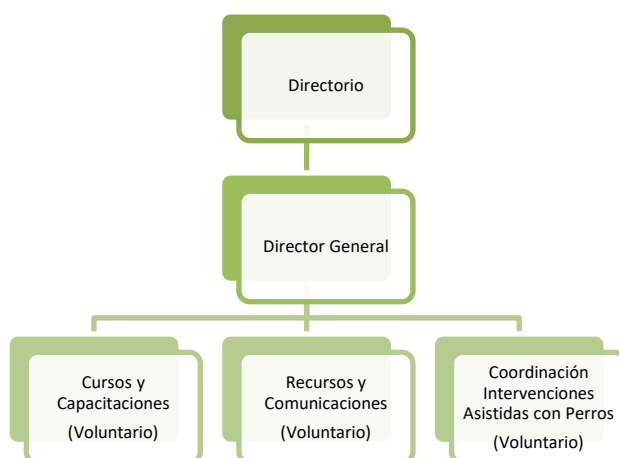 Directorio
Director General
Cursos y
Capacitaciones
(Voluntario)
Recursos y
Comunicaciones
(Voluntario)
Coordinación
Intervenciones
Asistidas con Perros
(Voluntario)